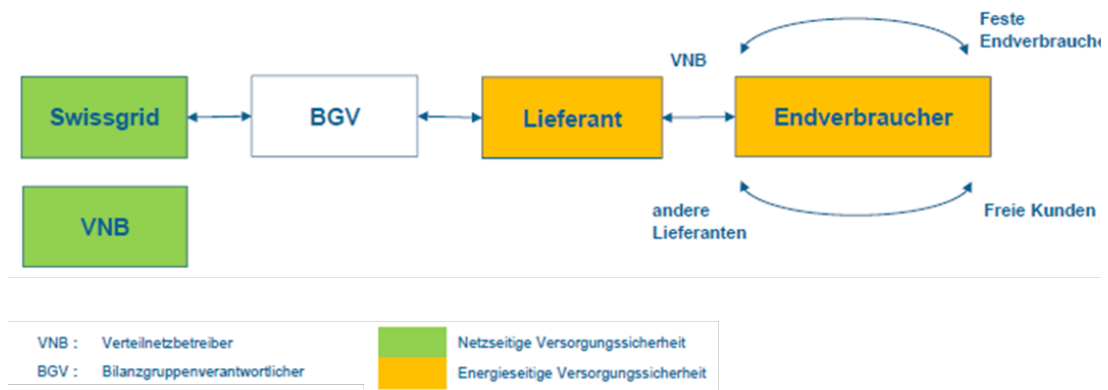 Feste
Endverbrauche
VNB
Swissgrid
BGV
Lieferant
Endverbraucher
VNB
andere
Lieferanten
Freie Kunden
VNB : Verteilnetzbetreiber
BGV : Bilanzgruppenverantwortlicher
Netzseitige Versorgungssicherheit
Energieseitige Versorgungssicherheit